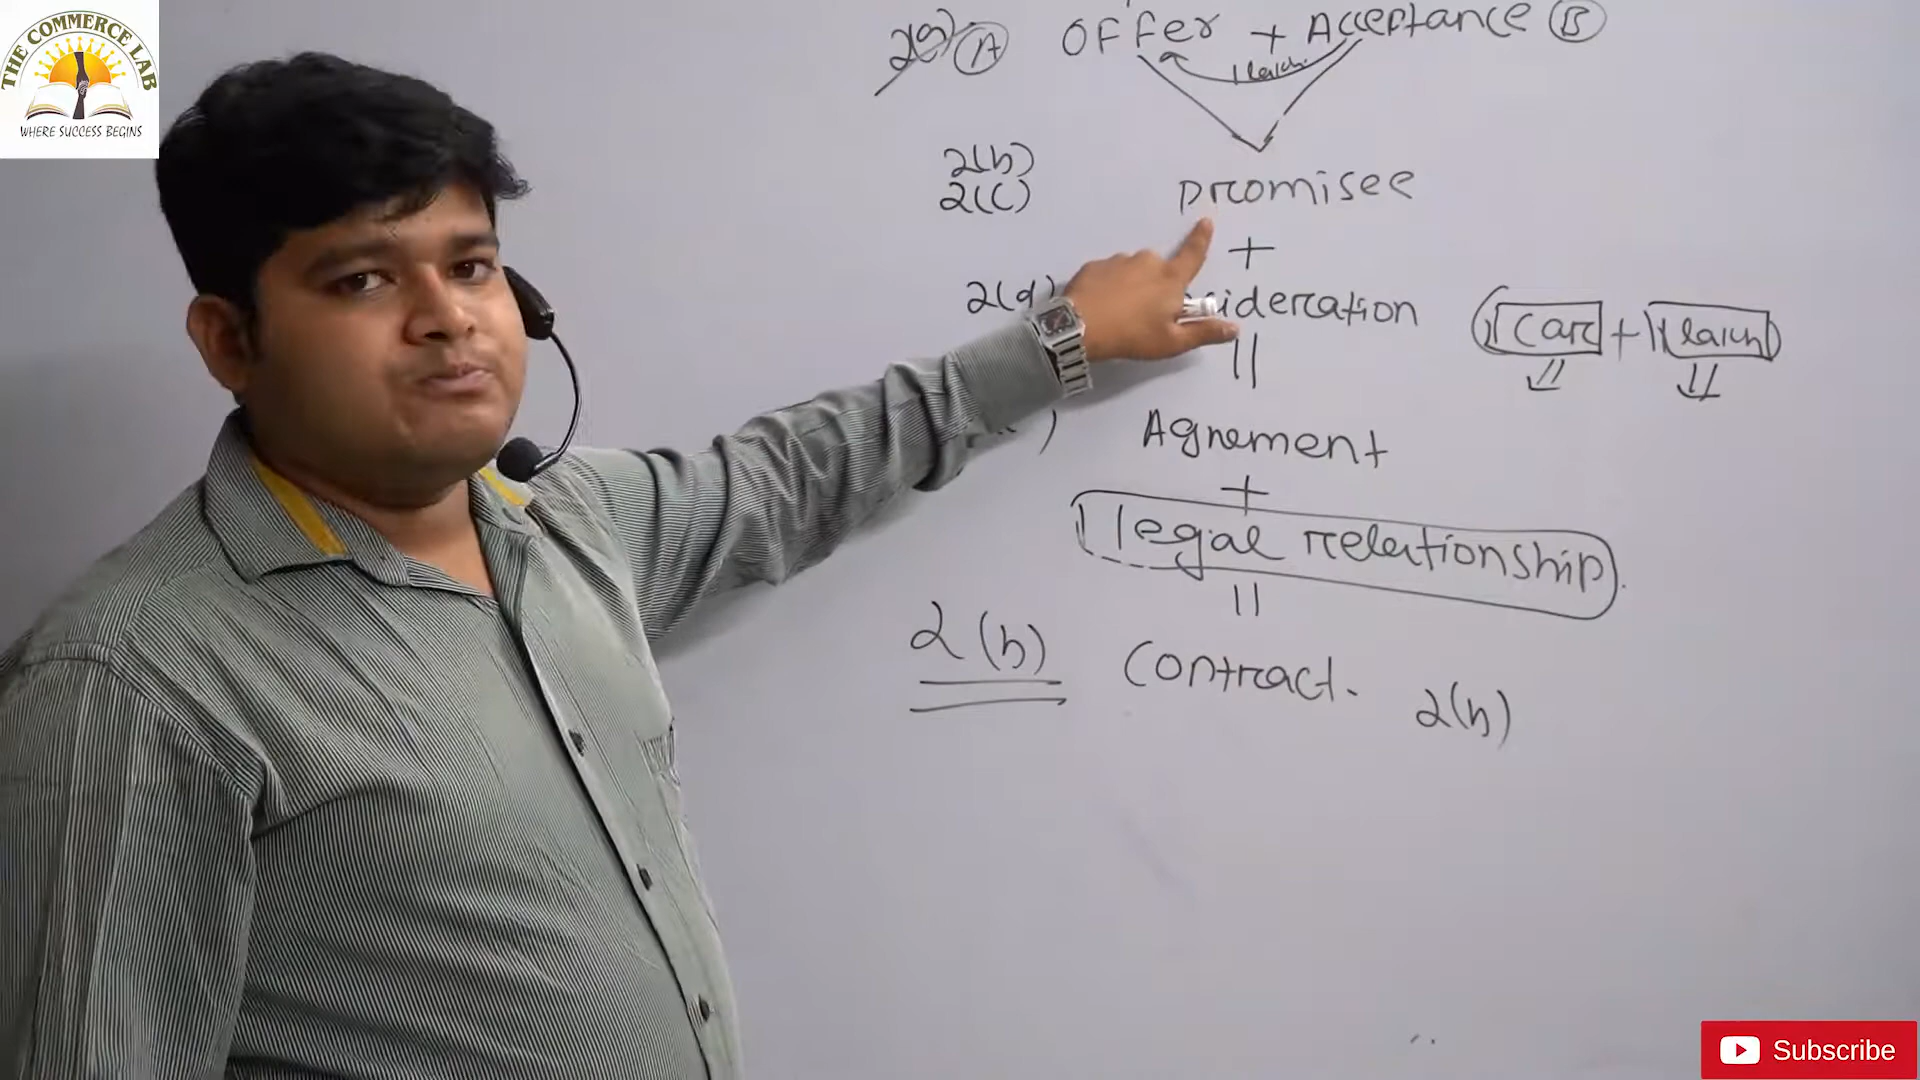 THE COMMERCE LAB
WHERE SUCCESS BEGINS
2(a) A Offer + Acceptance B
1 lakh
2(b)
2(c) promisee
+
2(d) sideration (1 Car + 1 lakh)
=
) Agreement
+
legal relationship
=
2(h) Contract. 2(h)
Subscribe